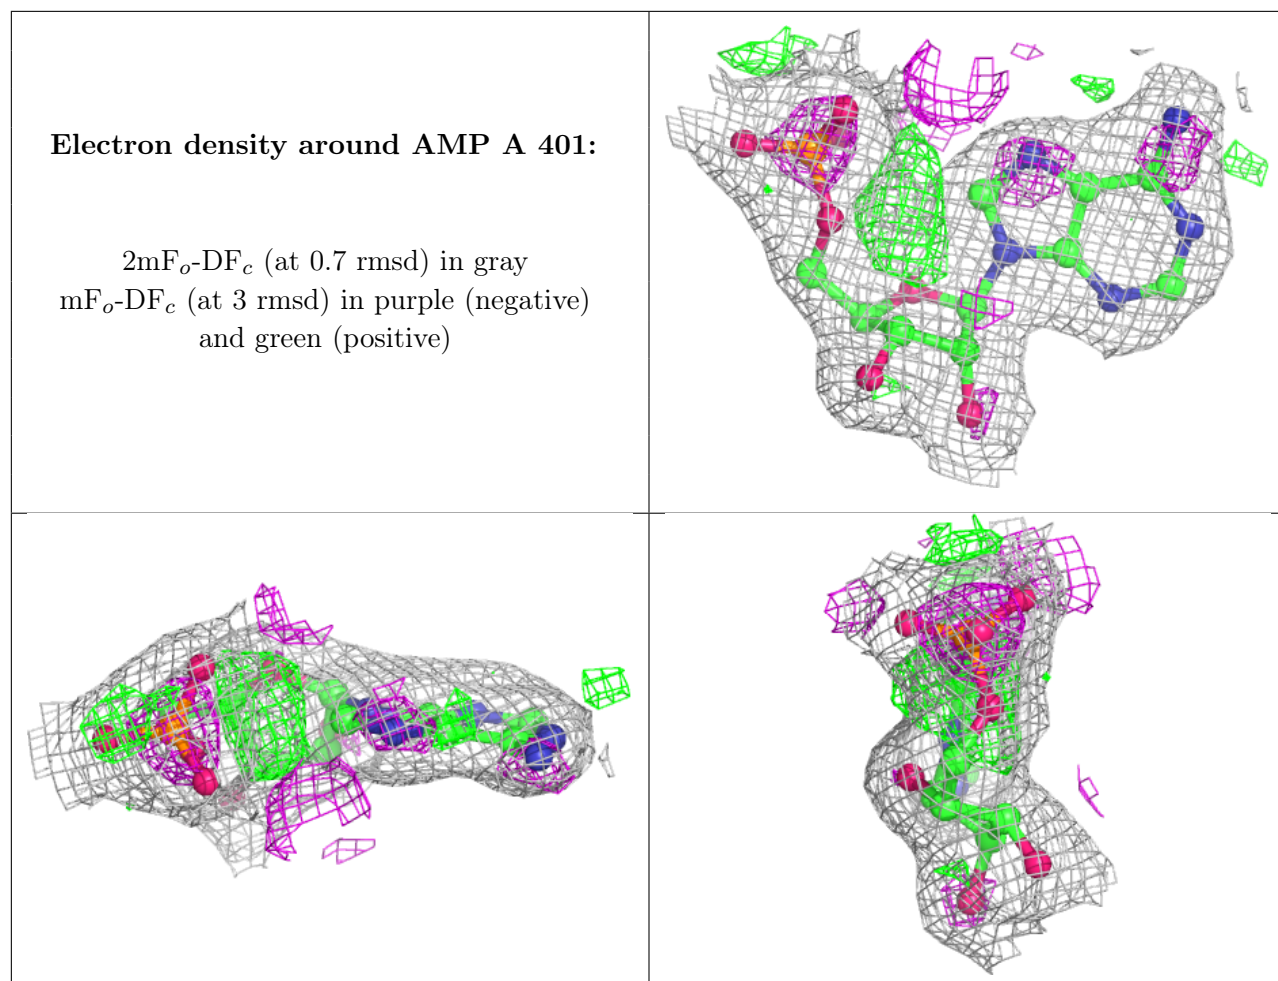 Electron density around AMP A 401:
2mFo-DFc (at 0.7 rmsd) in gray
mFo-DFc (at 3 rmsd) in purple (negative)
and green (positive)